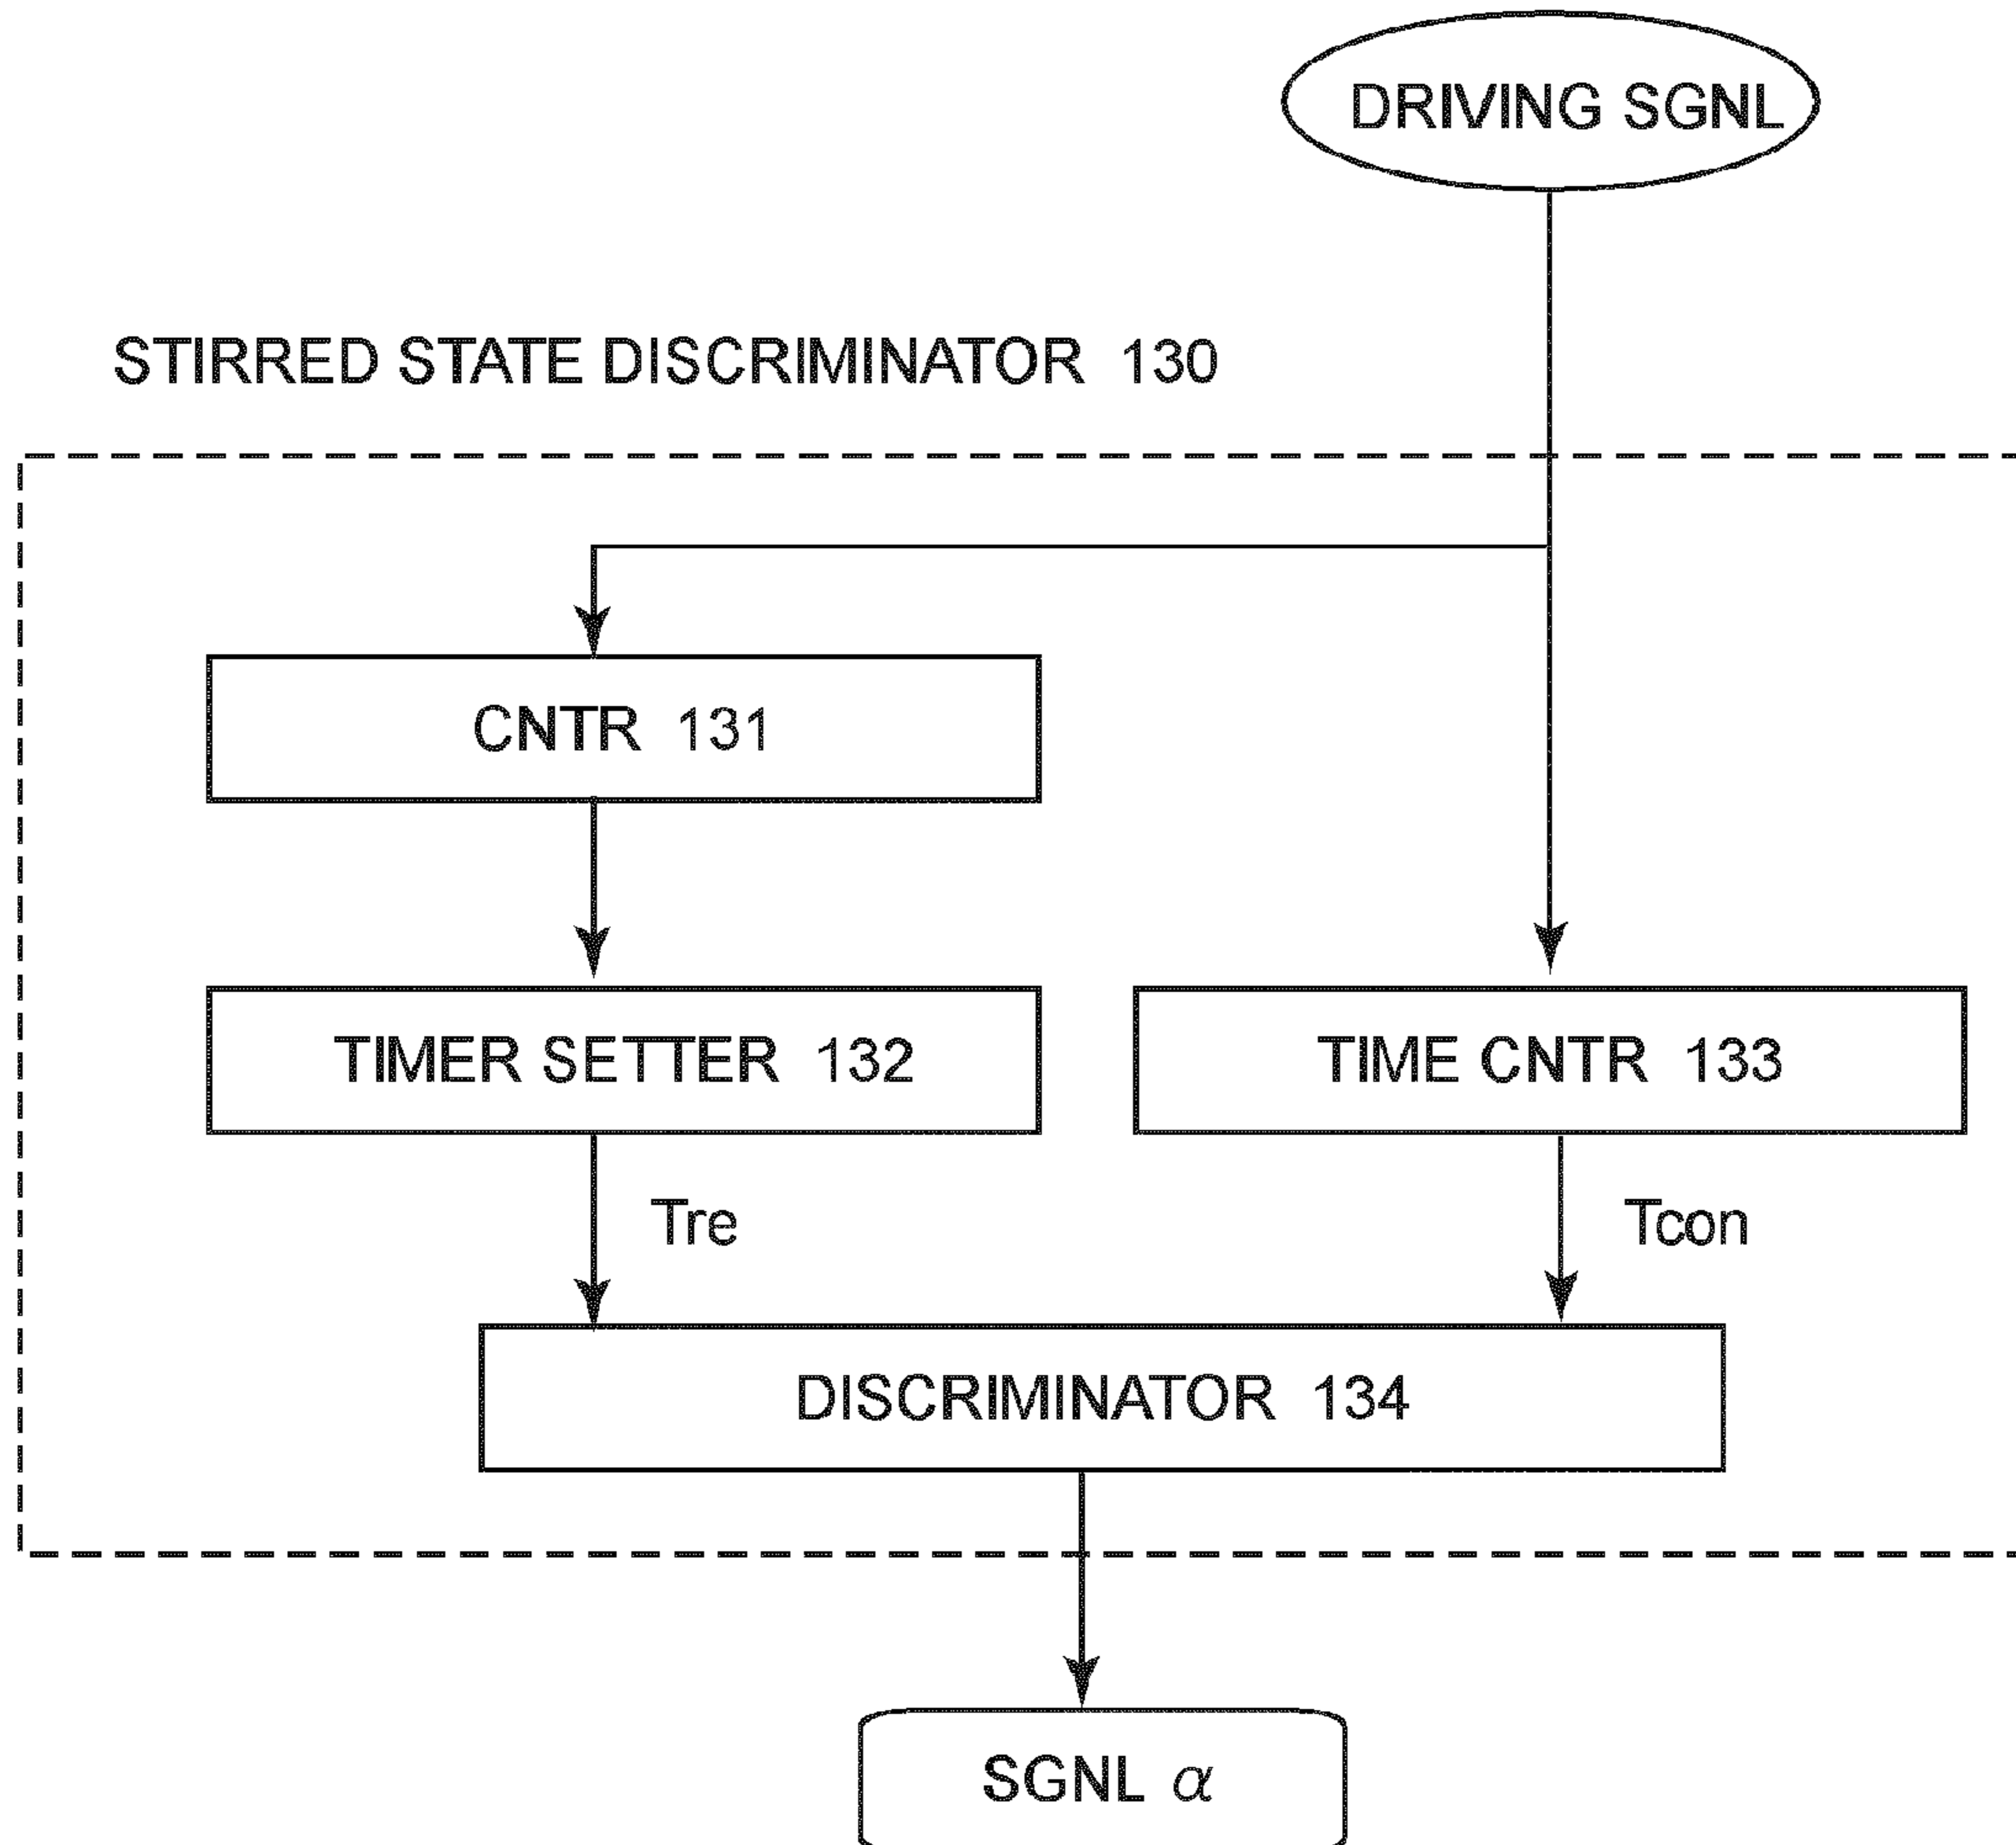 DRIVING SGNL
STIRRED STATE DISCRIMINATOR 130
CNTR 131
TIMER SETTER 132
TIME CNTR 133
Tre
Tcon
DISCRIMINATOR 134
SGNL α